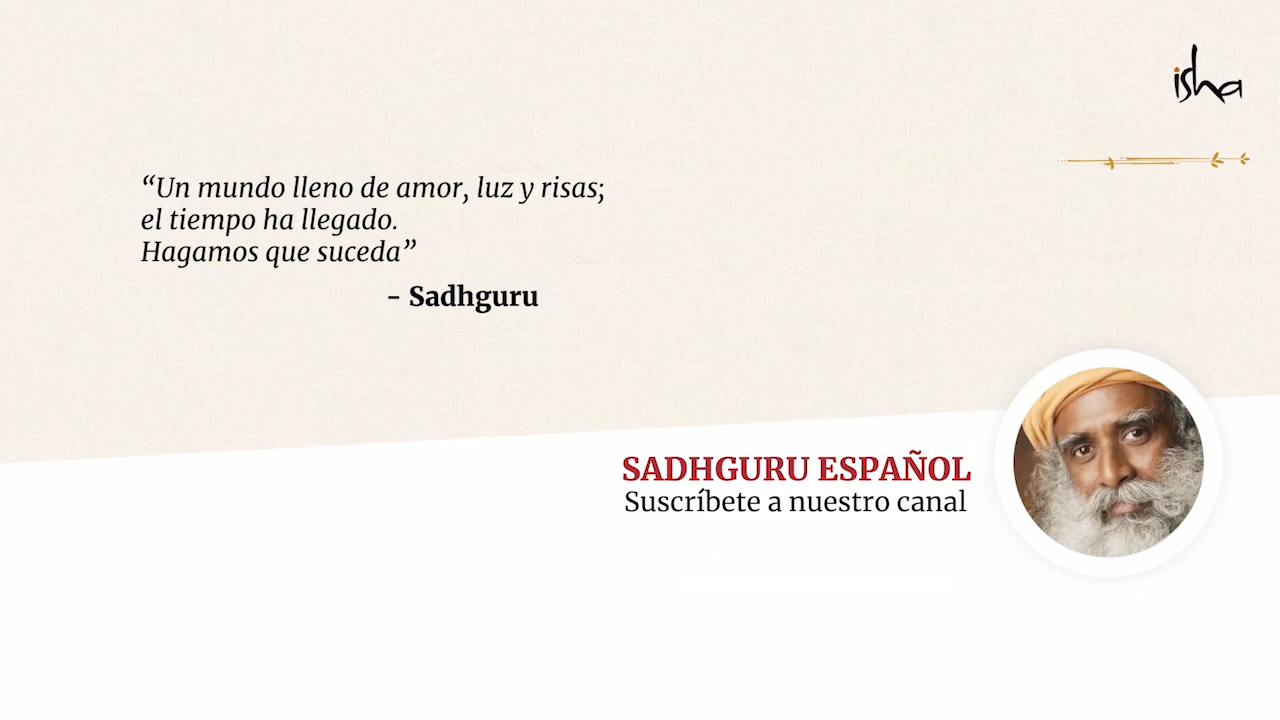 isha
“Un mundo lleno de amor, luz y risas;
el tiempo ha llegado.
Hagamos que suceda”
- Sadhguru
SADHGURU ESPAÑOL
Suscríbete a nuestro canal